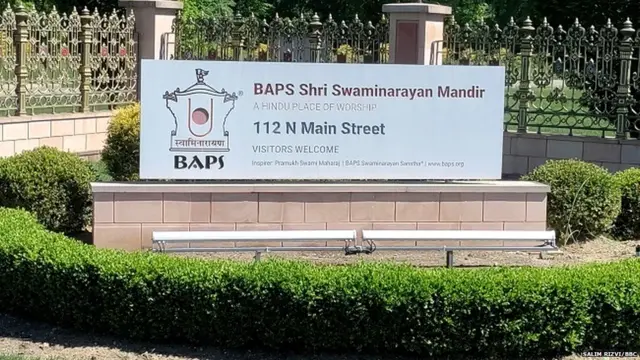 BAPS Shri Swaminarayan Mandir
A HINDU PLACE OF WORSHIP
112 N Main Street
VISITORS WELCOME
Inspirer: Pramukh Swami Maharaj | BAPS Swaminarayan Sanstha® | www.baps.org
®
स्वामिनारायण
BAPS
SALIM RIZVI/BBC